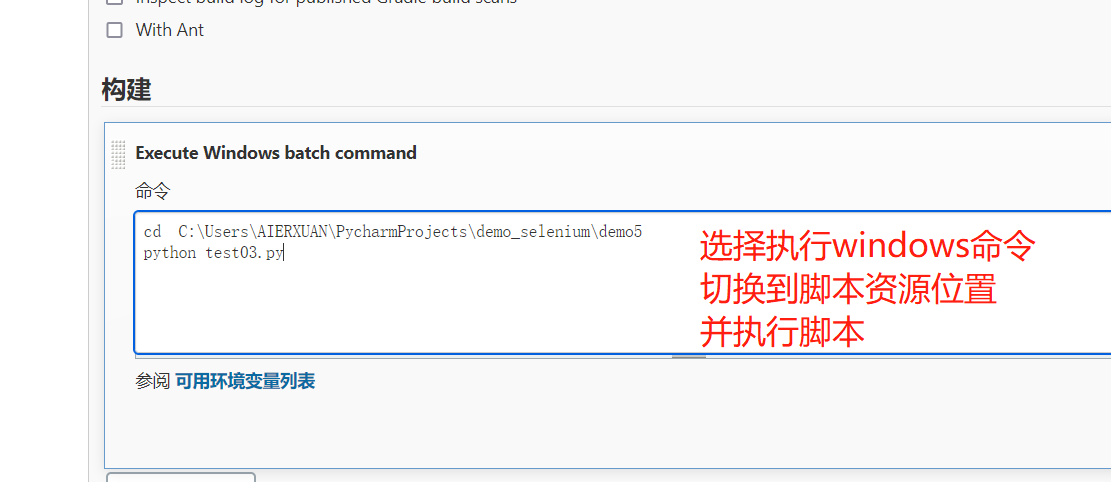 Inspect build log for published Gradle build scans
With Ant
构建
Execute Windows batch command
命令
cd  C:\Users\AIERXUAN\PycharmProjects\demo_selenium\demo5
python test03.py
选择执行windows命令
切换到脚本资源位置
并执行脚本
参阅 可用环境变量列表